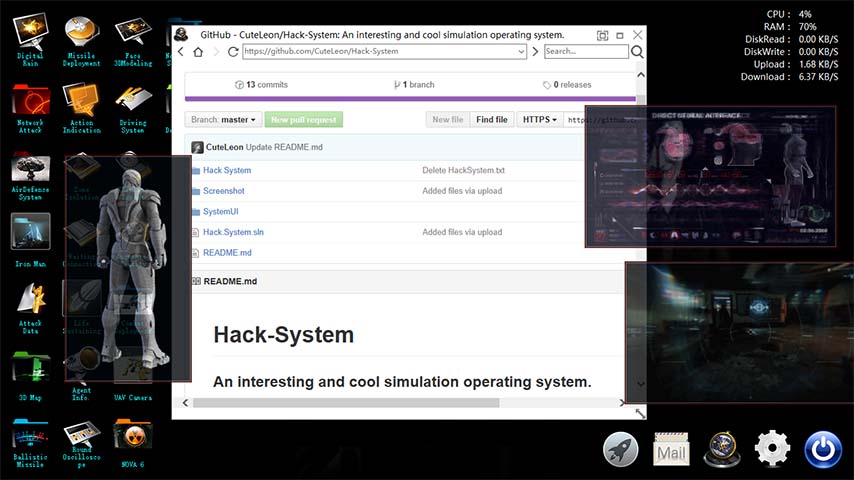 GitHub - CuteLeon/Hack-System: An interesting and cool simulation operating system.
https://github.com/CuteLeon/Hack-System
Search...
13 commits
1 branch
0 releases
Branch: master
New pull request
New file
Find file
HTTPS
CuteLeon Update README md
Hack System
Delete HackSystem.txt
Screenshot
Added files via upload
SystemUI
Hack.System.sln
Added files via upload
README.md
README.md
Hack-System
An interesting and cool simulation operating system.
CPU : 4%
RAM : 70%
DiskRead : 0.00 KB/S
DiskWrite : 0.00 KB/S
Upload : 1.68 KB/S
Download : 6.37 KB/S
Digital
Rain
Missile
Deployment
Face
3DModeling
Network
Attack
Action
Indication
Driving
System
AirDefense
System
Iron Man
Attack
Data
3D Map
Agent
Info.
UAV Camera
Ballistic
Missile
Round
Oscillosco
pe
NOVA 6
DIRECT NEURAL INTERFACE
Mail